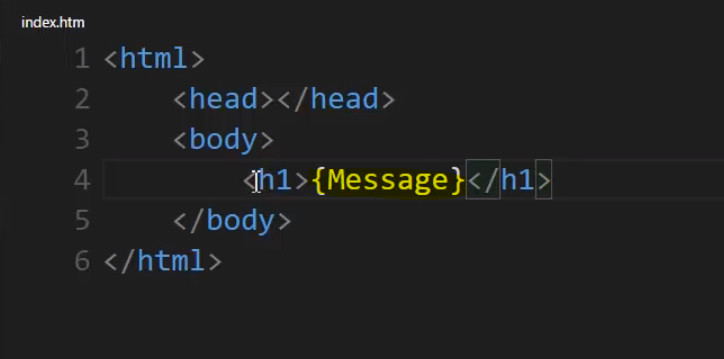 index.htm
1 <html>
2 <head></head>
3 <body>
4 <h1>{Message}</h1>
5 </body>
6 </html>